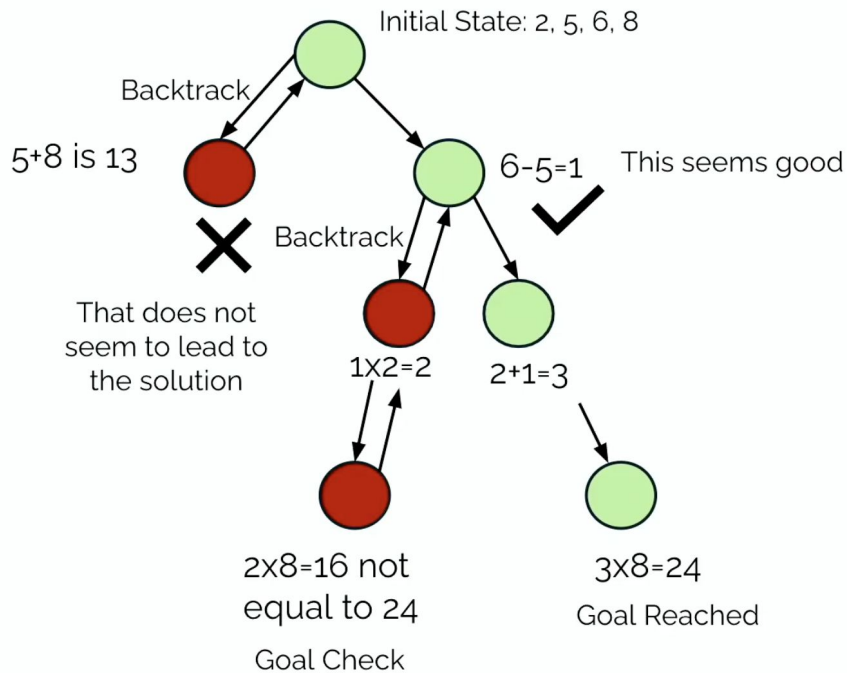 Initial State: 2, 5, 6, 8
Backtrack
5+8 is 13
6-5=1
This seems good
Backtrack
That does not
seem to lead to
the solution
1x2=2
2+1=3
2x8=16 not
equal to 24
3x8=24
Goal Reached
Goal Check